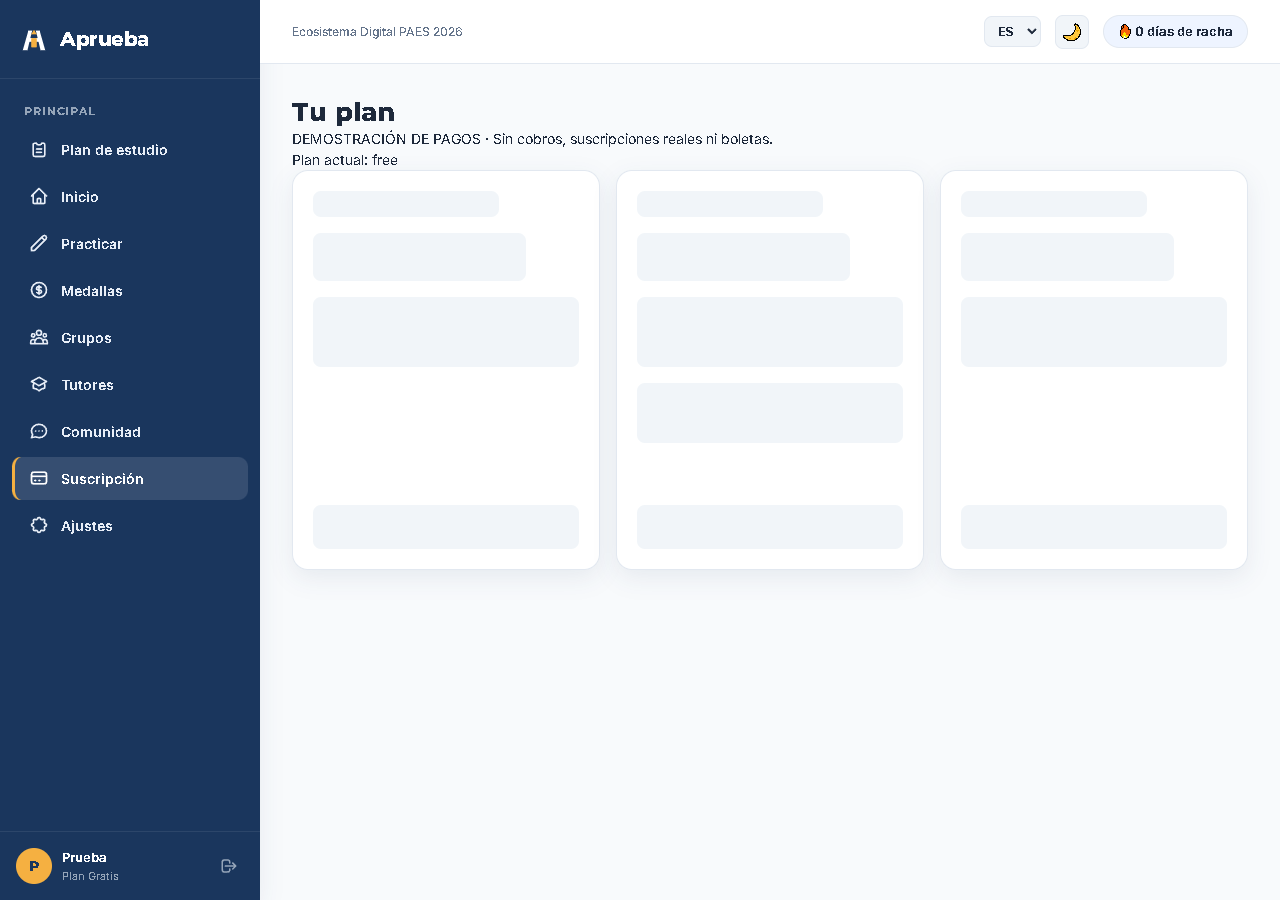 Aprueba
PRINCIPAL
Plan de estudio
Inicio
Practicar
Medallas
Grupos
Tutores
Comunidad
Suscripción
Ajustes
P
Prueba
Plan Gratis
Ecosistema Digital PAES 2026
ES
0 días de racha
Tu plan
DEMOSTRACIÓN DE PAGOS · Sin cobros, suscripciones reales ni boletas.
Plan actual: free